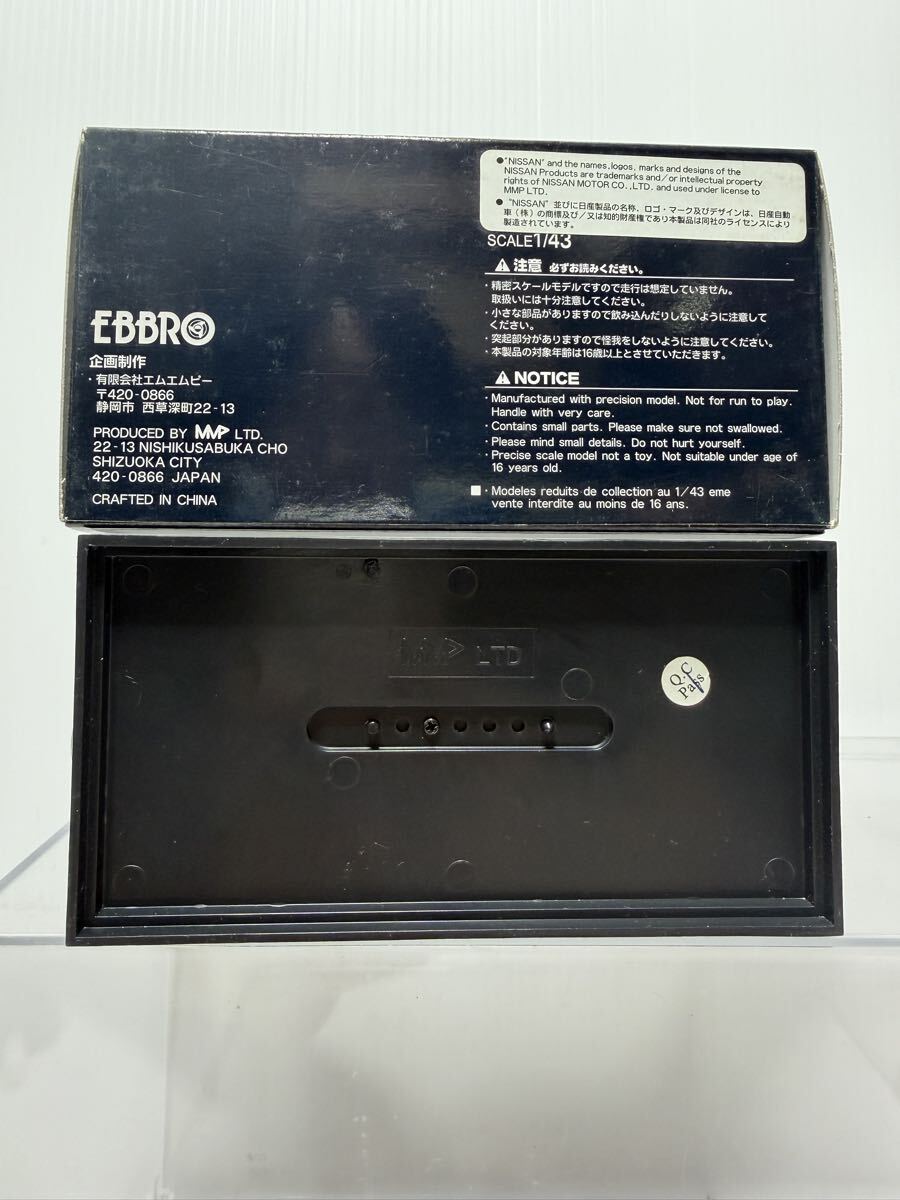 ●"NISSAN" and the names, logos, marks and designs of the
NISSAN Products are trademarks and/or intellectual property
rights of NISSAN MOTOR CO.,LTD. and used under license to
MMP LTD.
●"NISSAN" 並びに日産製品の名称、ロゴ・マーク及びデザインは、日産自動
車(株)の商標及び/又は知的財産権であり本製品は同社のライセンスにより
製造されています。
SCALE1/43
注意 必ずお読みください。
・精密スケールモデルですので走行は想定していません。
取扱いには十分注意してください。
・小さな部品がありますので飲み込んだりしないように注意して
ください。
・突起部分がありますので怪我をしないように注意してください。
・本製品の対象年齢は16歳以上とさせていただきます。
NOTICE
・Manufactured with precision model. Not for run to play.
Handle with very care.
・Contains small parts. Please make sure not swallowed.
・Please mind small details. Do not hurt yourself.
・Precise scale model not a toy. Not suitable under age of
16 years old.
■・Modeles reduits de collection au 1/43 eme
vente interdite au moins de 16 ans.
EBBRO
企画制作
・有限会社エムエムピー
〒420-0866
静岡市 西草深町22-13
PRODUCED BY MMP LTD.
22-13 NISHIKUSABUKA CHO
SHIZUOKA CITY
420-0866 JAPAN
CRAFTED IN CHINA
MMP LTD
Q.C
Pass